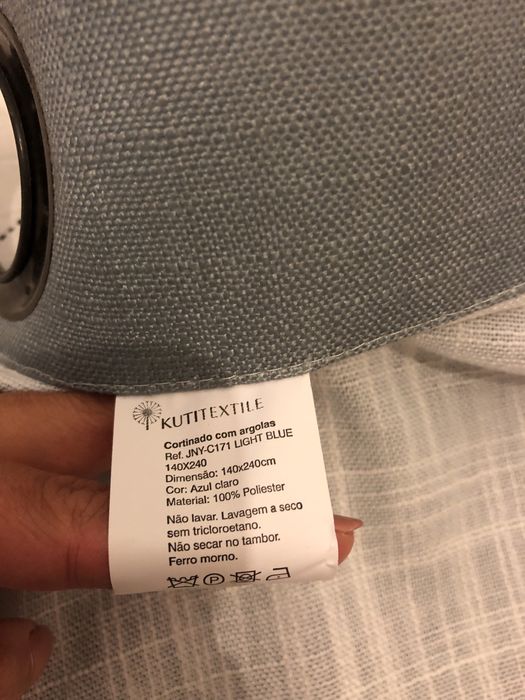 KUTITEXTILE
Cortinado com argolas
Ref. JNY-C171 LIGHT BLUE
140X240
Dimensão: 140x240cm
Cor: Azul claro
Material: 100% Poliester
Não lavar. Lavagem a seco
sem tricloroetano.
Não secar no tambor.
Ferro morno.
P